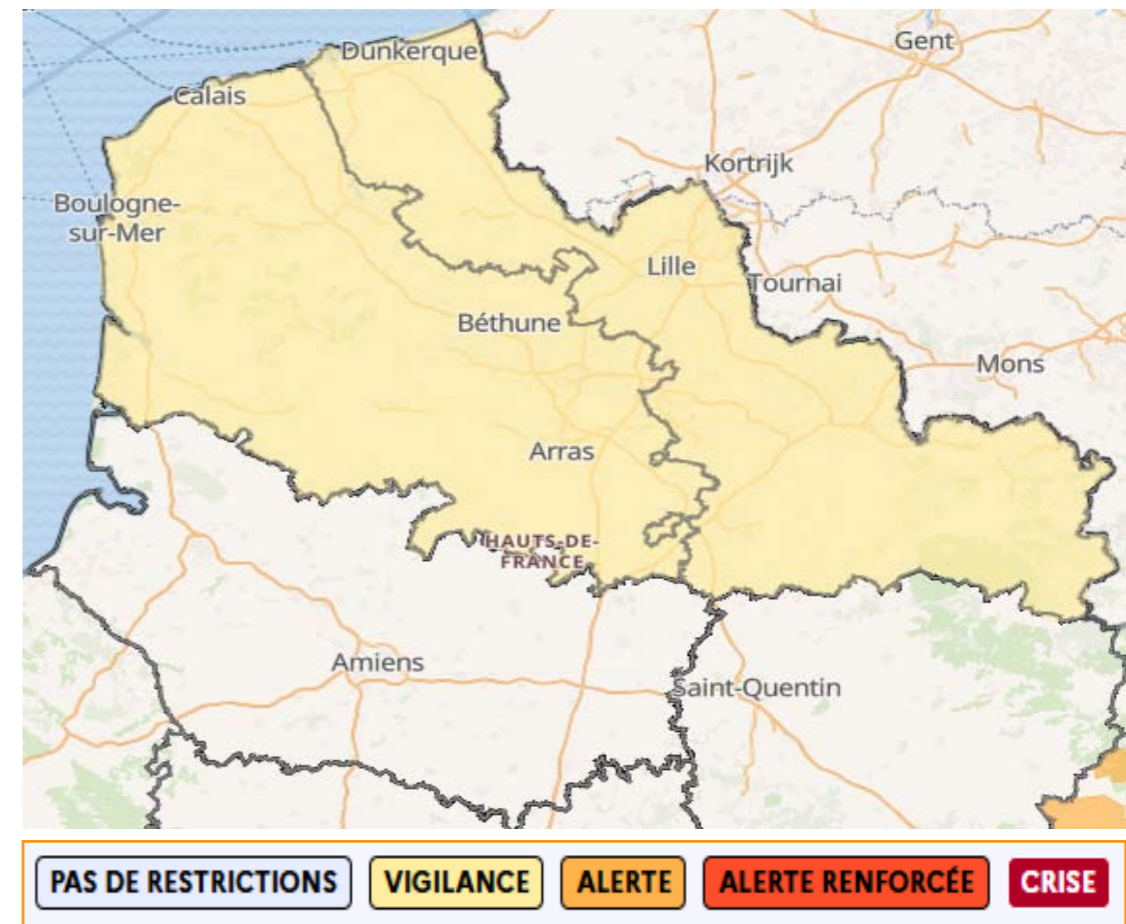 Gent
Dunkerque
Calais
Kortrijk
Boulogne-
sur-Mer
Lille
Tournai
Béthune
Mons
Arras
HAUTS-DE-
FRANCE
Amiens
Saint-Quentin
PAS DE RESTRICTIONS
VIGILANCE
ALERTE
ALERTE RENFORCÉE
CRISE